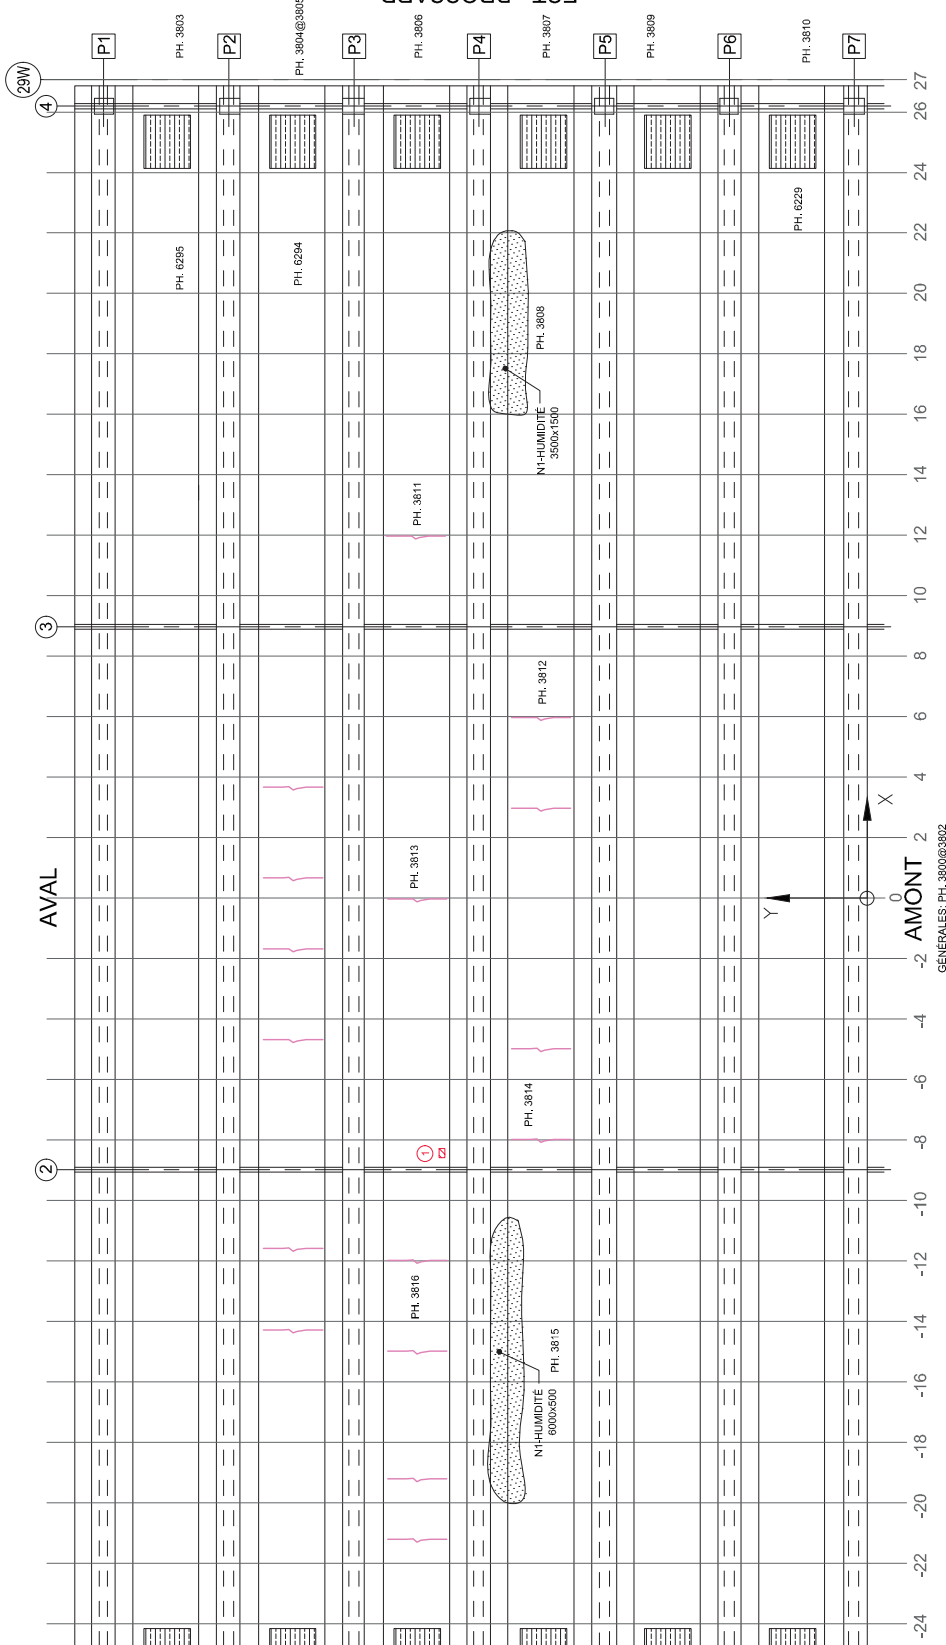 EST BROSSARD
PH. 3803
PH. 3804@3805
PH. 3806
PH. 3807
PH. 3809
PH. 3810
P1
P2
P3
P4
P5
P6
P7
29W
4
27
26
24
PH. 6229
22
PH. 6295
PH. 6294
20
PH. 3808
18
N1-HUMIDITÉ
3500x1500
16
14
PH. 3811
12
10
3
8
PH. 3812
6
4
X
2
PH. 3813
AVAL
Y
0
AMONT
GÉNÉRALES: PH. 3800@3802
-2
-4
-6
PH. 3814
-8
1
2
-10
-12
PH. 3816
-14
PH. 3815
N1-HUMIDITÉ
6000x500
-16
-18
-20
-22
-24